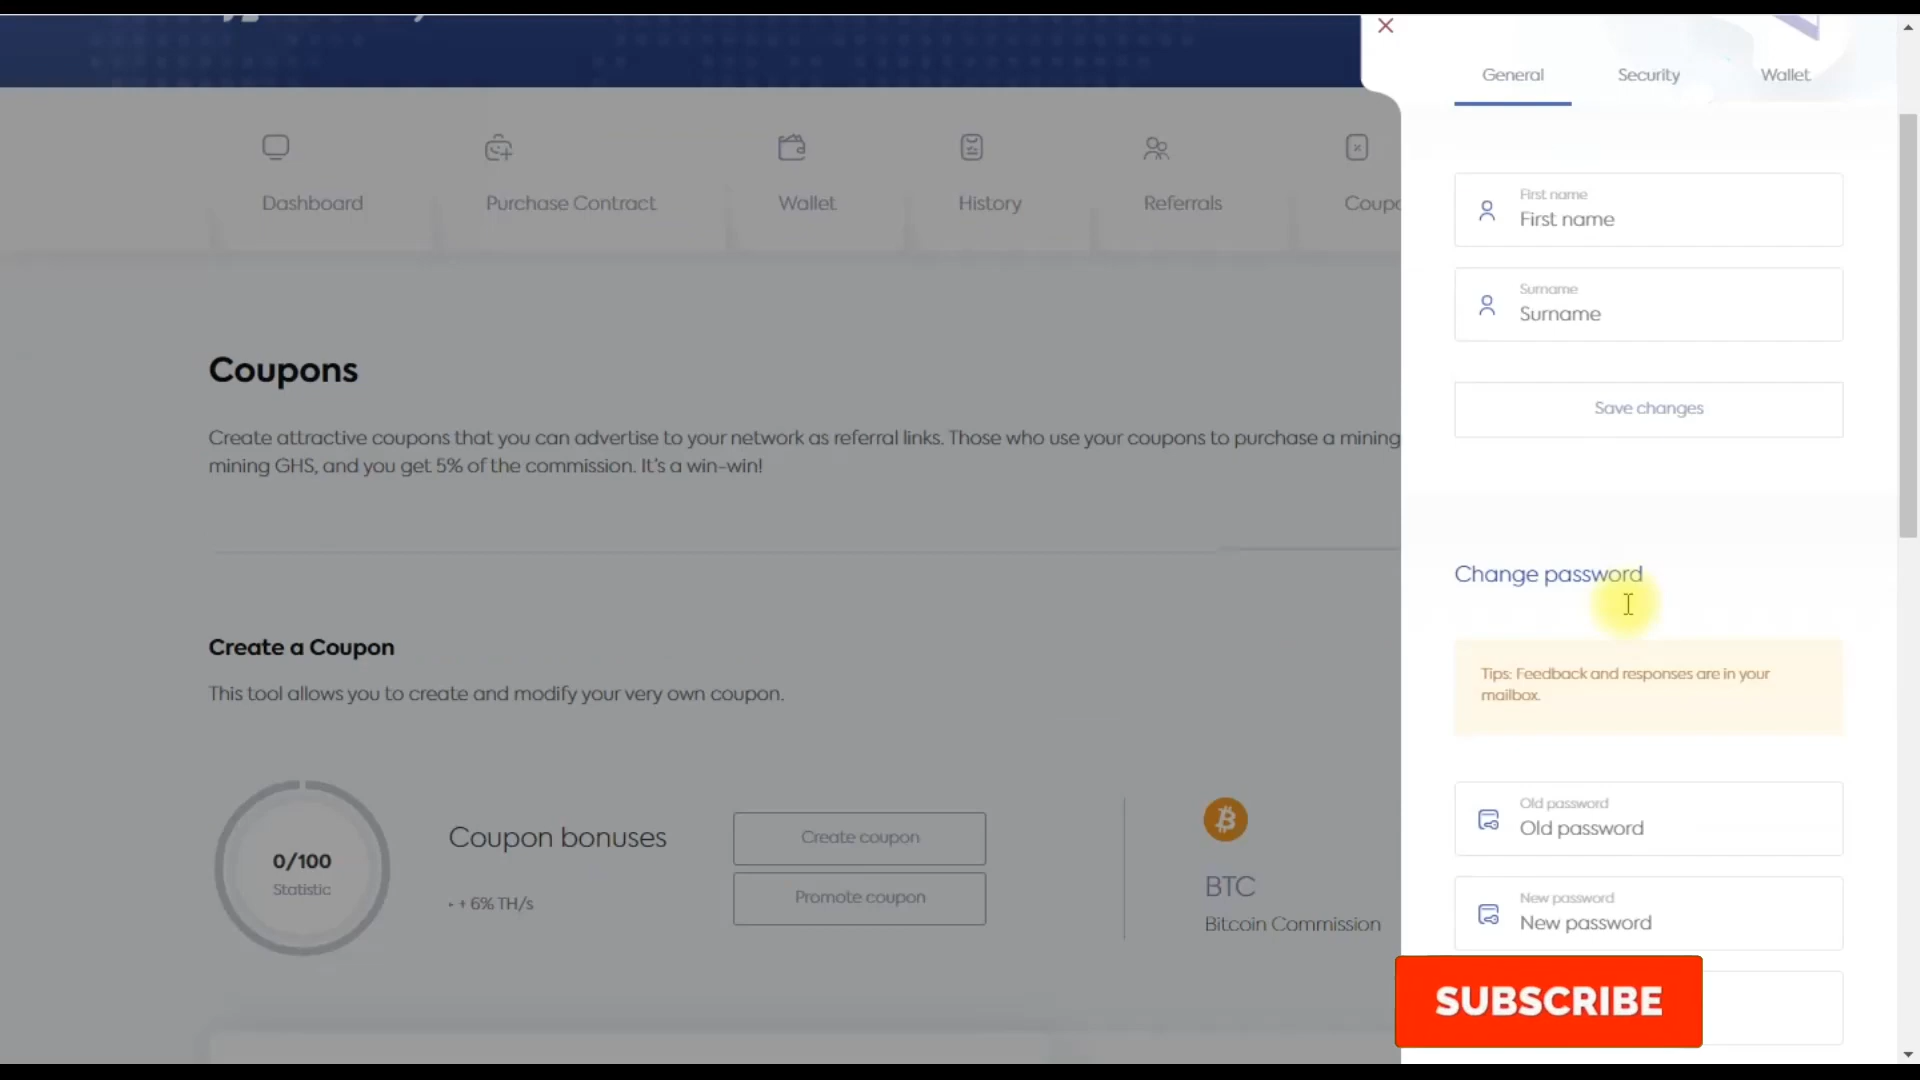 General
Security
Wallet
Dashboard
Purchase Contract
Wallet
History
Referrals
First name
First name
Surname
Surname
Save changes
Coupons
Create attractive coupons that you can advertise to your network as referral links. Those who use your coupons to purchase a mining
mining GHS, and you get 5% of the commission. It's a win-win!
Create a Coupon
This tool allows you to create and modify your very own coupon.
0/100
Statistic
Coupon bonuses
• + 6% TH/s
Create coupon
Promote coupon
BTC
Bitcoin Commission
Change password
Tips: Feedback and responses are in your
mailbox.
Old password
Old password
New password
New password
SUBSCRIBE